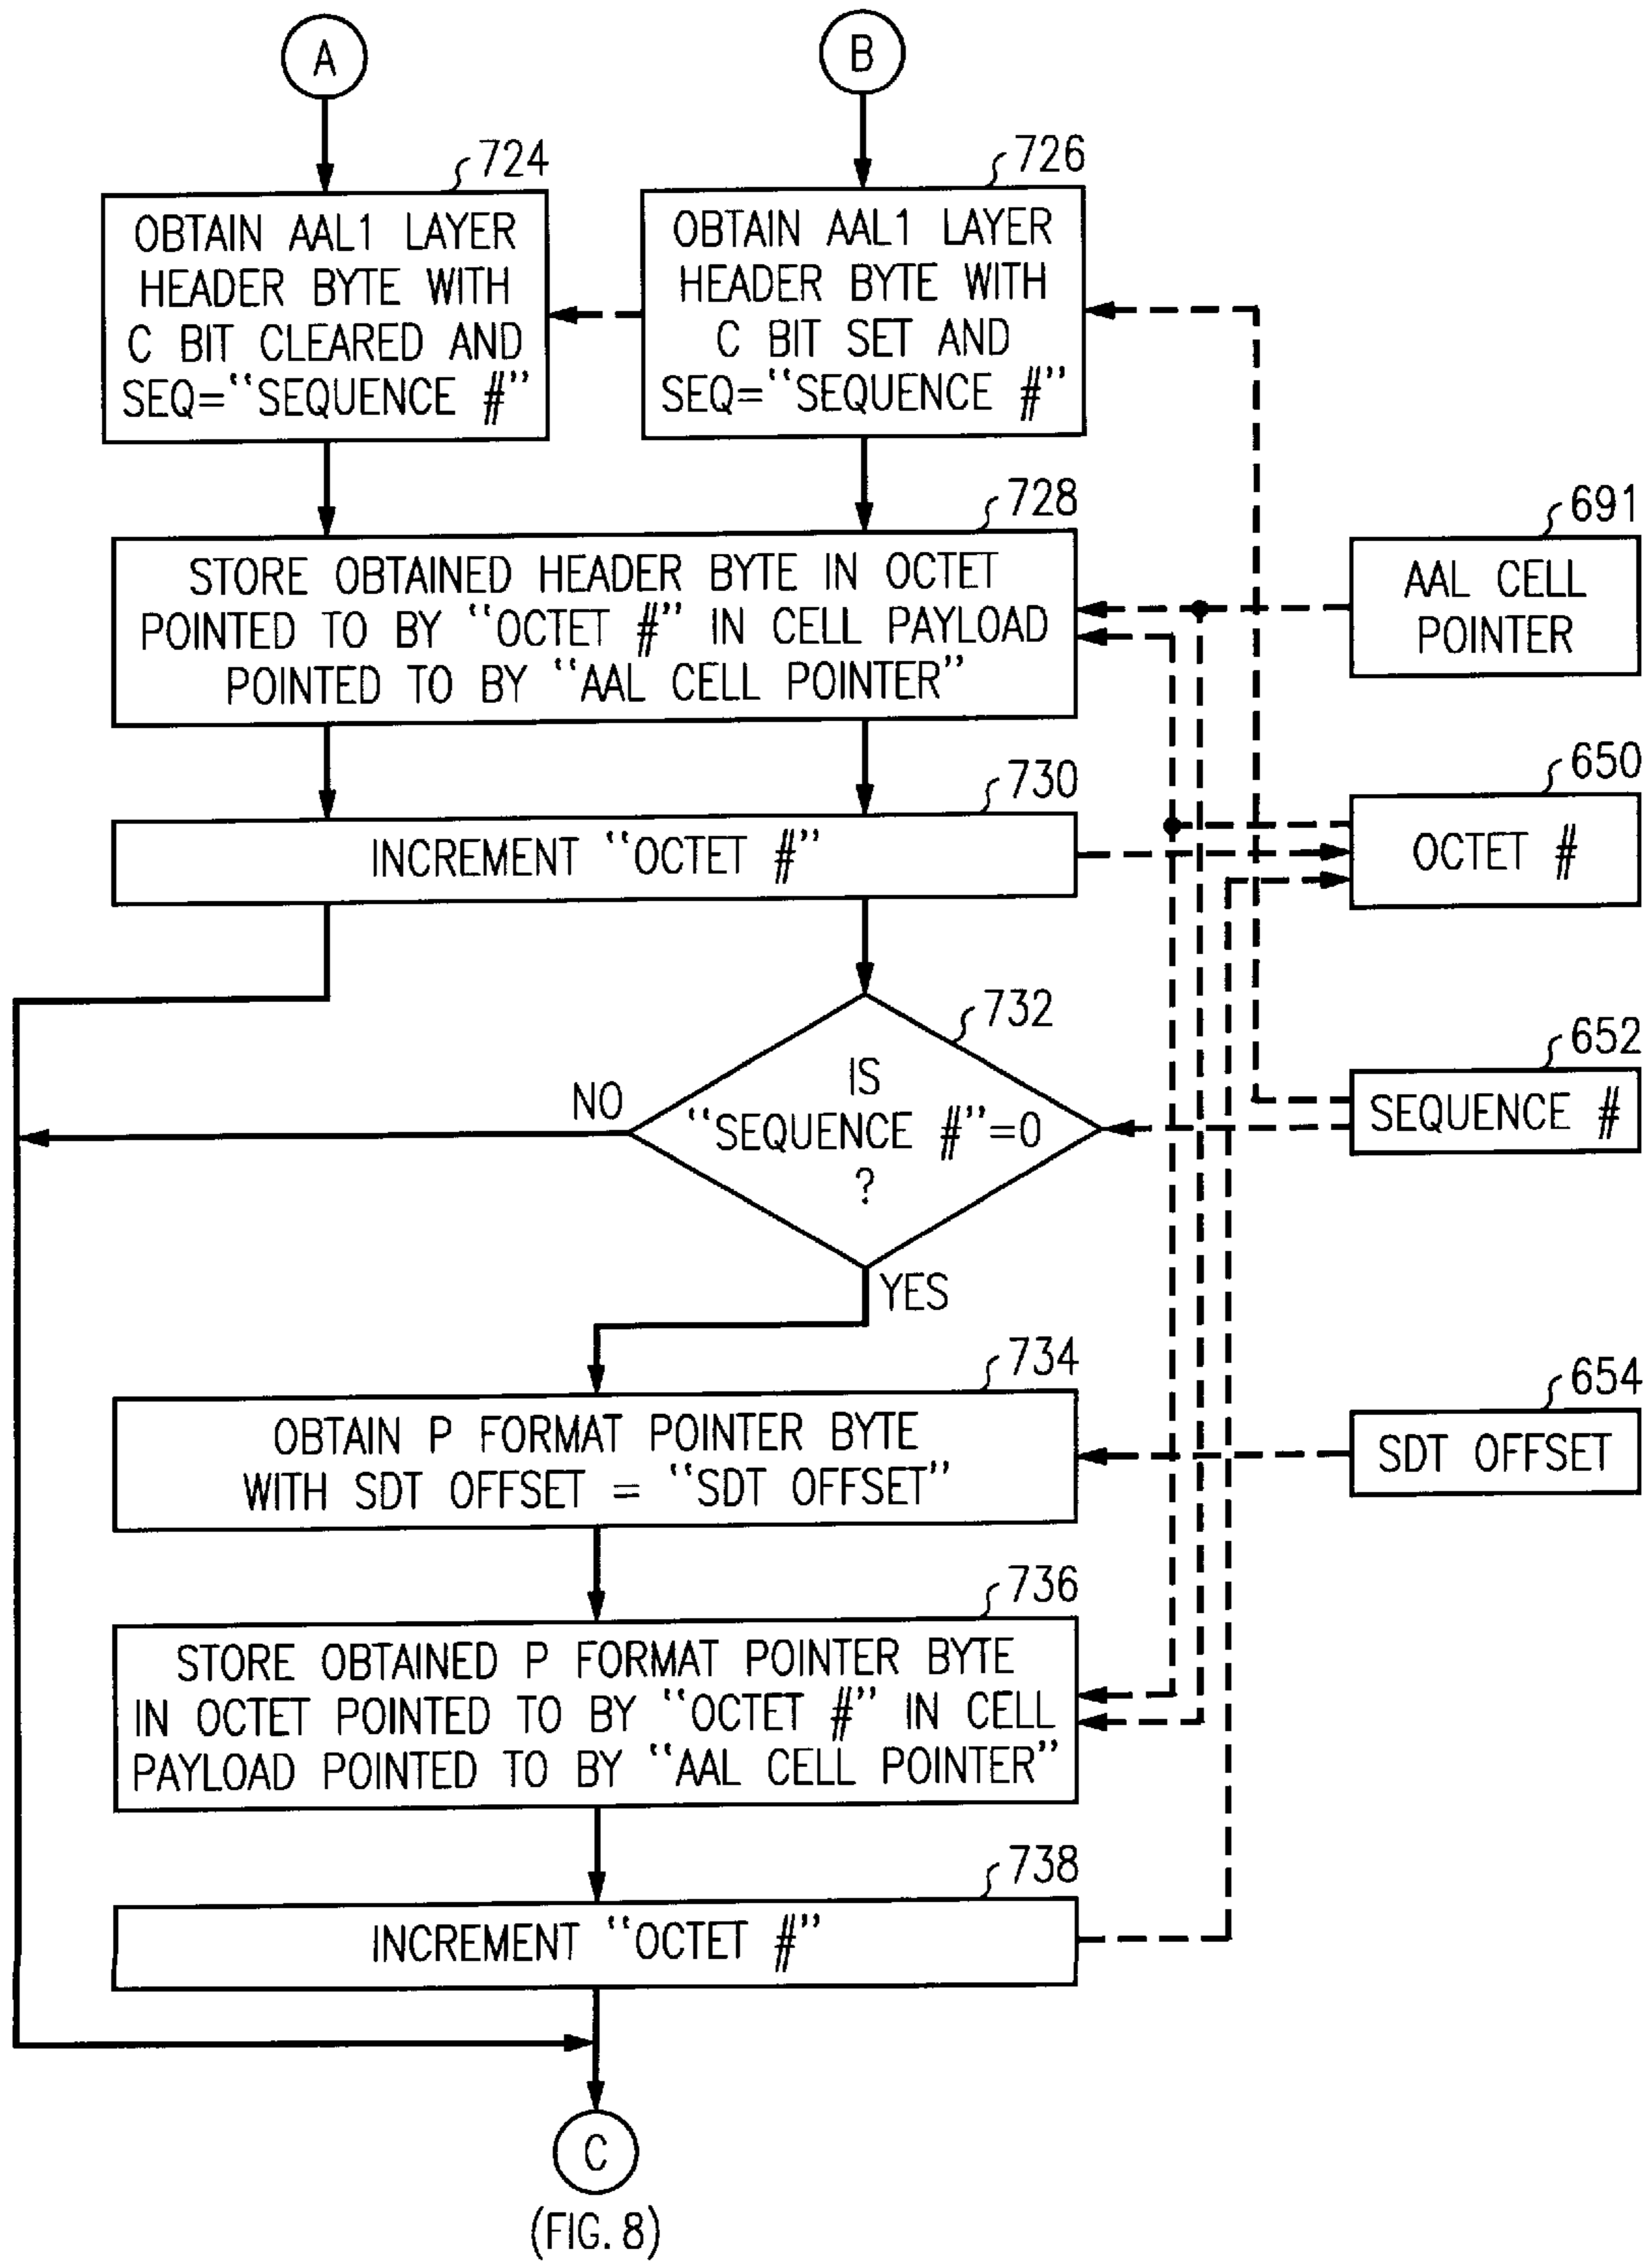 A
B
724
OBTAIN AAL1 LAYER
HEADER BYTE WITH
C BIT CLEARED AND
SEQ="SEQUENCE #"
726
OBTAIN AAL1 LAYER
HEADER BYTE WITH
C BIT SET AND
SEQ="SEQUENCE #"
728
STORE OBTAINED HEADER BYTE IN OCTET
POINTED TO BY "OCTET #" IN CELL PAYLOAD
POINTED TO BY "AAL CELL POINTER"
691
AAL CELL
POINTER
730
INCREMENT "OCTET #"
650
OCTET #
732
IS
"SEQUENCE #"=0
?
NO
YES
652
SEQUENCE #
734
OBTAIN P FORMAT POINTER BYTE
WITH SDT OFFSET = "SDT OFFSET"
654
SDT OFFSET
736
STORE OBTAINED P FORMAT POINTER BYTE
IN OCTET POINTED TO BY "OCTET #" IN CELL
PAYLOAD POINTED TO BY "AAL CELL POINTER"
738
INCREMENT "OCTET #"
C
(FIG. 8)